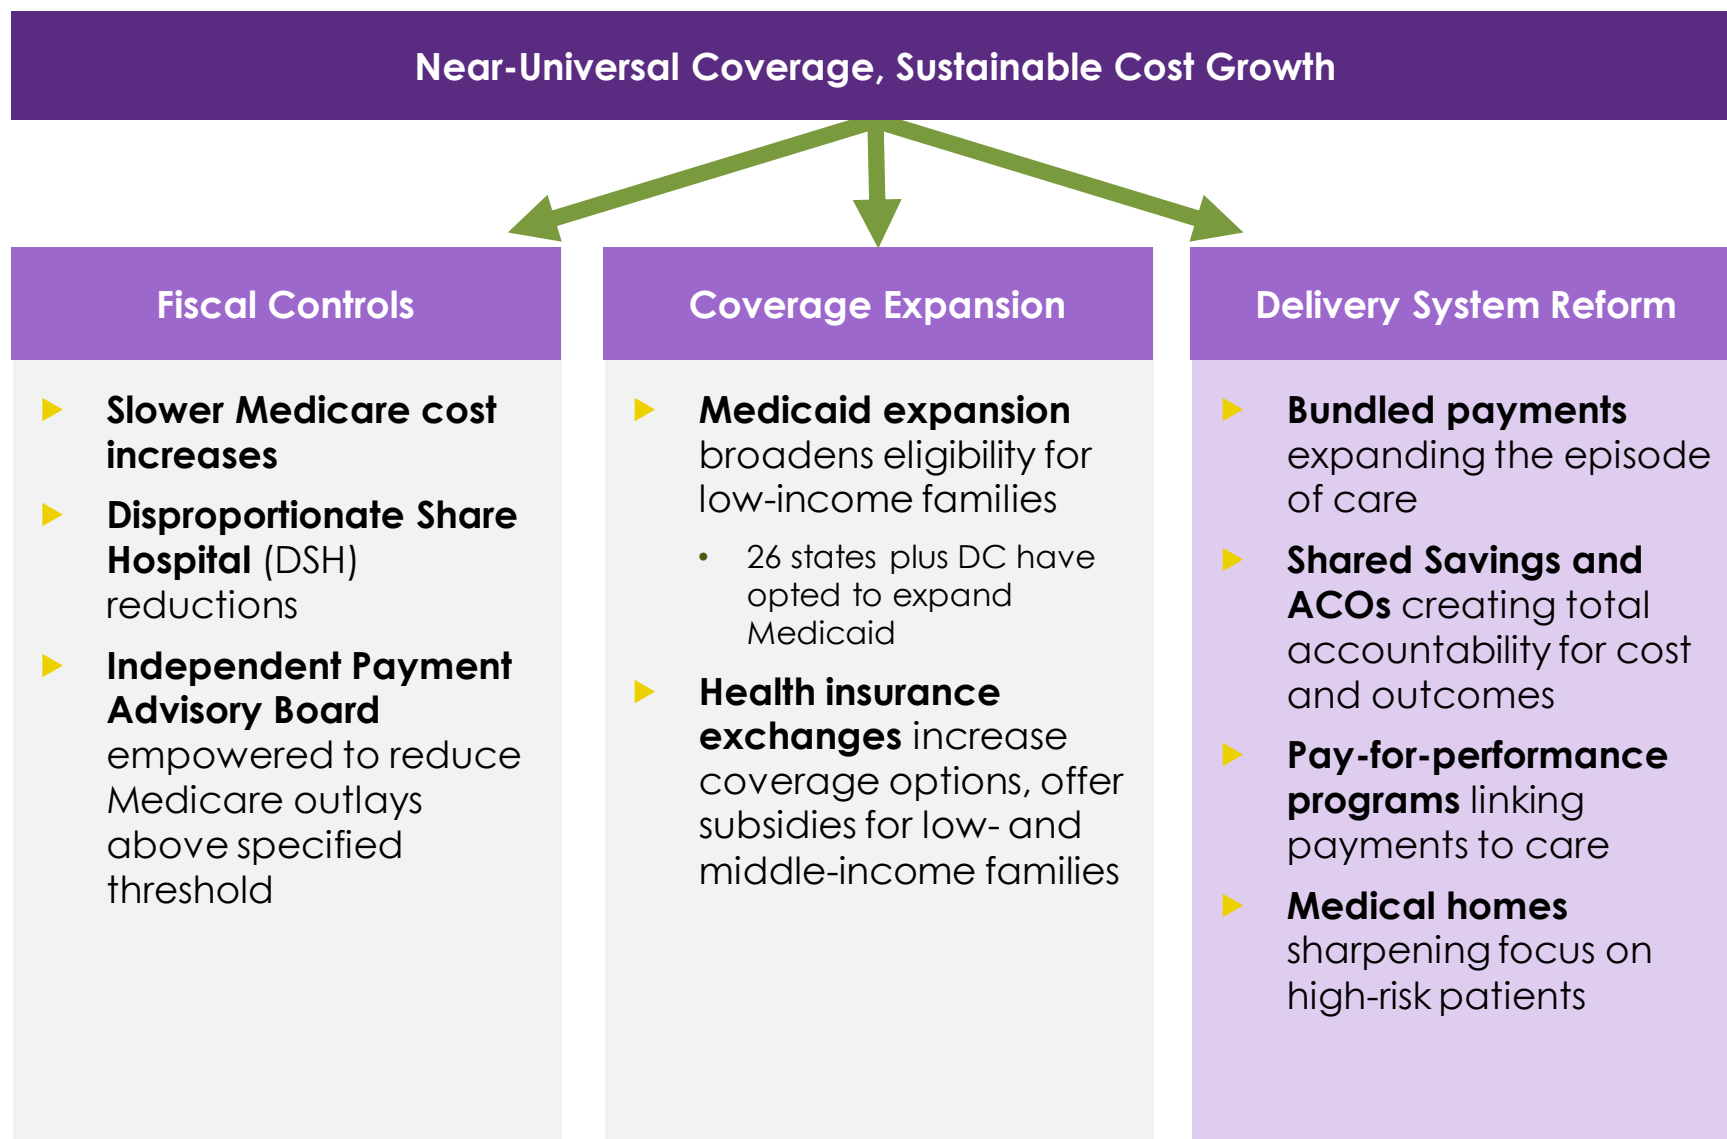 Near-Universal Coverage, Sustainable Cost Growth
Fiscal Controls
Slower Medicare cost
increases
Disproportionate Share
Hospital (DSH)
reductions
Independent Payment
Advisory Board
empowered to reduce
Medicare outlays
above specified
threshold
Coverage Expansion
Medicaid expansion
broadens eligibility for
low-income families
• 26 states plus DC have
opted to expand
Medicaid
Health insurance
exchanges increase
coverage options, offer
subsidies for low- and
middle-income families
Delivery System Reform
Bundled payments
expanding the episode
of care
Shared Savings and
ACOs creating total
accountability for cost
and outcomes
Pay-for-performance
programs linking
payments to care
Medical homes
sharpening focus on
high-risk patients